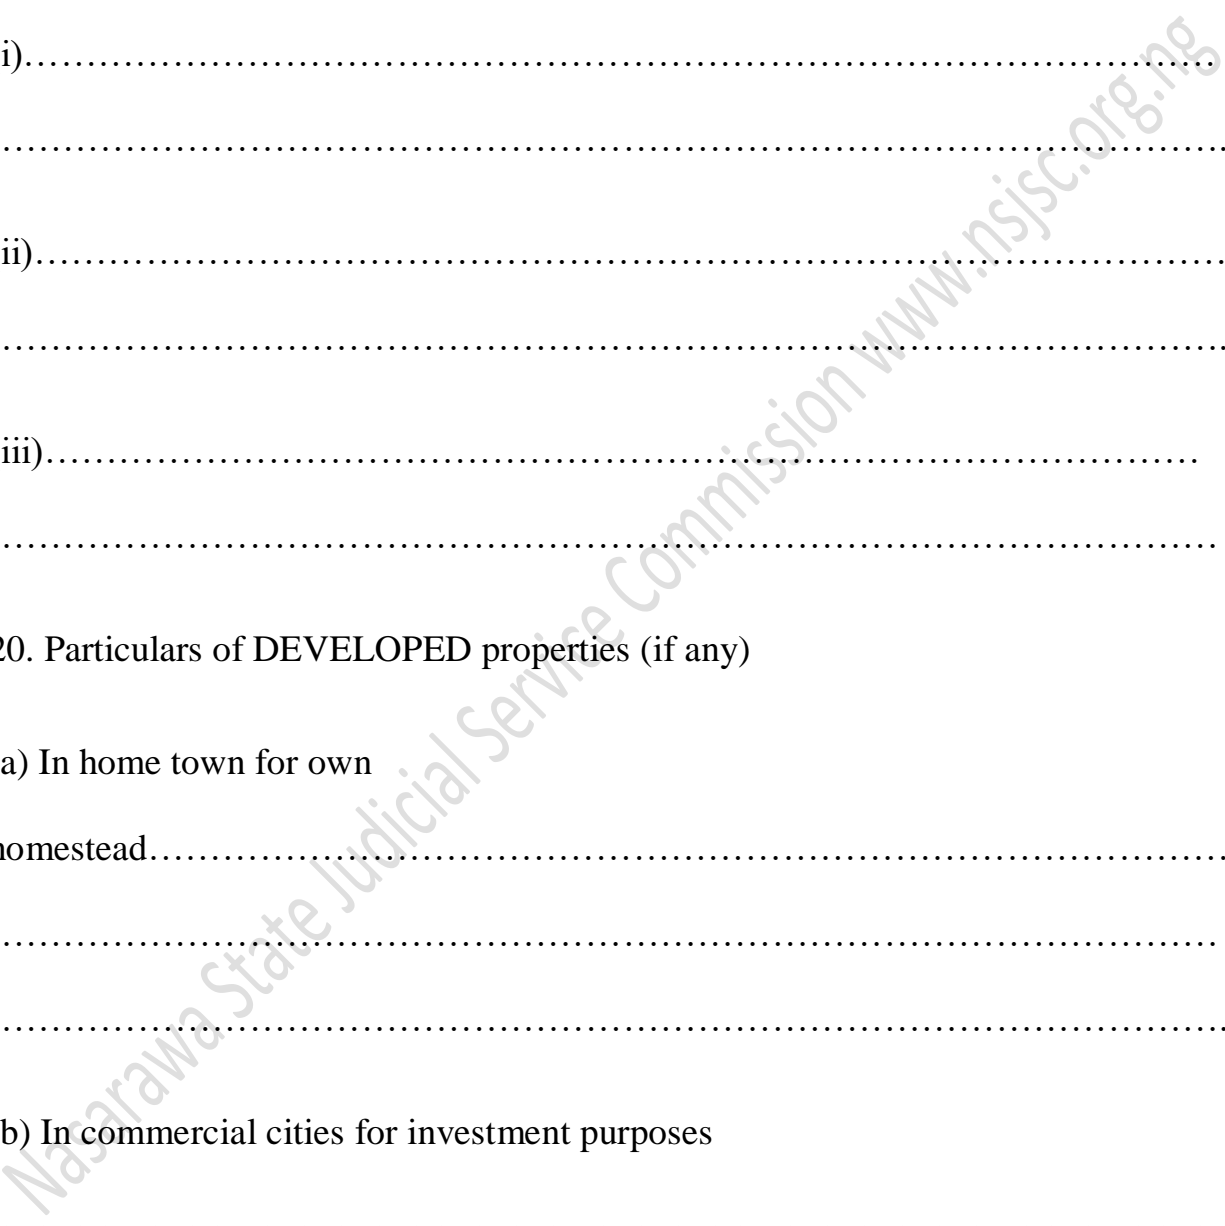 i)……………………………………………………………………………………
……………………………………………………………………………………….
ii)……………………………………………………………………………………
……………………………………………………………………………………….
iii)…………………………………………………………………………………
………………………………………………………………………………………
20. Particulars of DEVELOPED properties (if any)
a) In home town for own
homestead……………………………………………………………………………
………………………………………………………………………………………
………………………………………………………………………………………
b) In commercial cities for investment purposes
Nasarawa State Judicial Service Commission www.nsjsc.org.ng